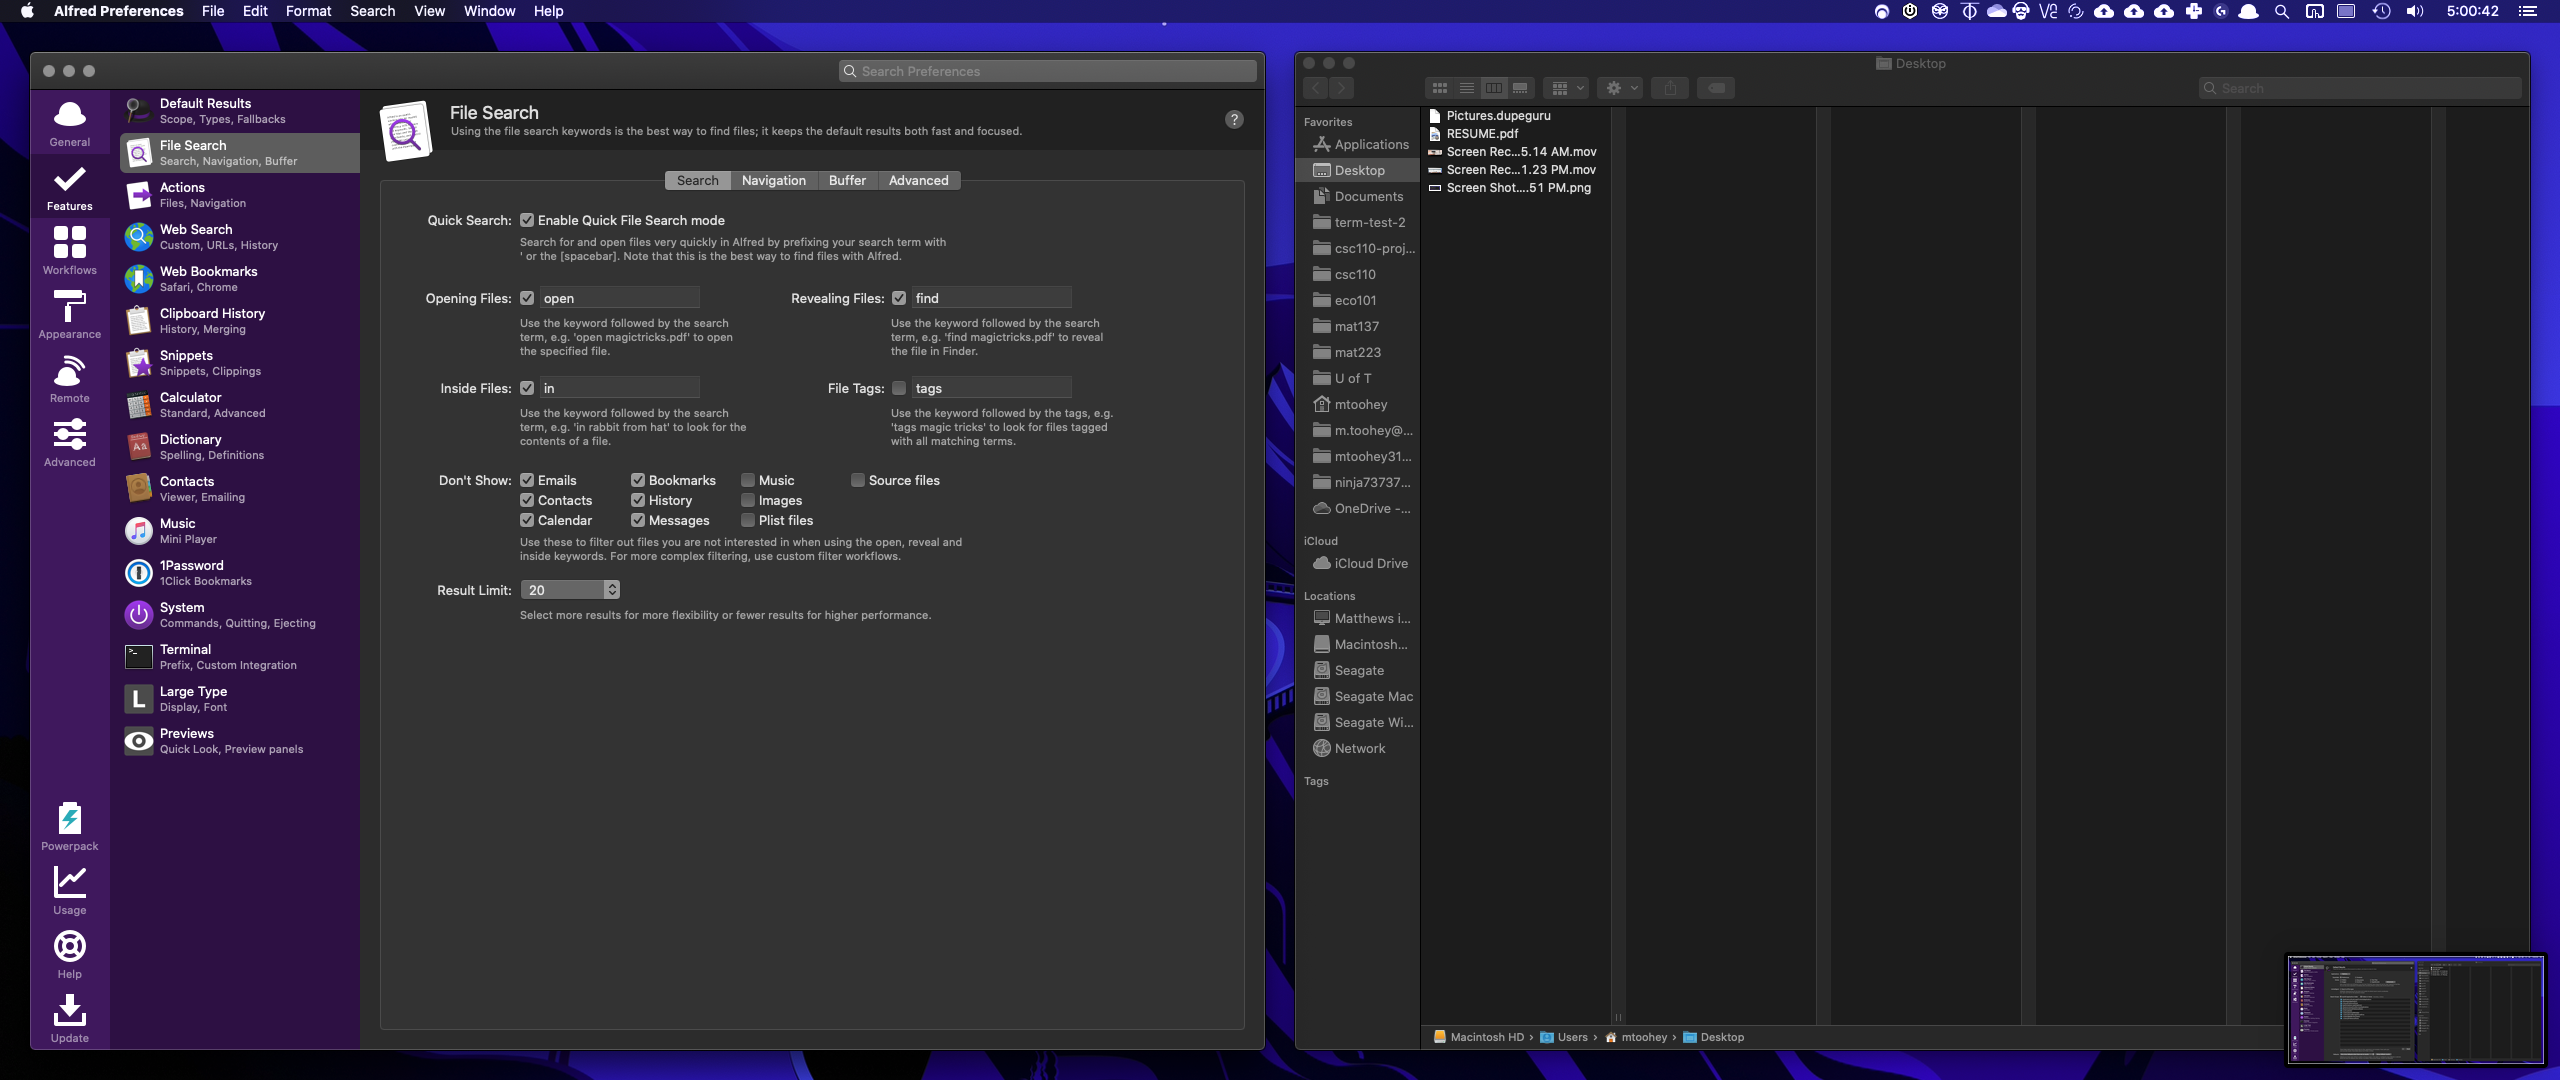 Alfred Preferences File Edit Format Search View Window Help
5:00:42
Search Preferences
General
Features
Workflows
Appearance
Remote
Advanced
Powerpack
Usage
Help
Update
Default Results
Scope, Types, Fallbacks
File Search
Search, Navigation, Buffer
Actions
Files, Navigation
Web Search
Custom, URLs, History
Web Bookmarks
Safari, Chrome
Clipboard History
History, Merging
Snippets
Snippets, Clippings
Calculator
Standard, Advanced
Dictionary
Spelling, Definitions
Contacts
Viewer, Emailing
Music
Mini Player
1Password
1Click Bookmarks
System
Commands, Quitting, Ejecting
Terminal
Prefix, Custom Integration
L
Large Type
Display, Font
Previews
Quick Look, Preview panels
File Search
Using the file search keywords is the best way to find files; it keeps the default results both fast and focused.
?
Search Navigation Buffer Advanced
Quick Search: Enable Quick File Search mode
Search for and open files very quickly in Alfred by prefixing your search term with
' or the [spacebar]. Note that this is the best way to find files with Alfred.
Opening Files: open
Use the keyword followed by the search
term, e.g. 'open magictricks.pdf' to open
the specified file.
Revealing Files: find
Use the keyword followed by the search
term, e.g. 'find magictricks.pdf' to reveal
the file in Finder.
Inside Files: in
Use the keyword followed by the search
term, e.g. 'in rabbit from hat' to look for the
contents of a file.
File Tags: tags
Use the keyword followed by the tags, e.g.
'tags magic tricks' to look for files tagged
with all matching terms.
Don't Show: Emails Bookmarks Music Source files
Contacts History Images
Calendar Messages Plist files
Use these to filter out files you are not interested in when using the open, reveal and
inside keywords. For more complex filtering, use custom filter workflows.
Result Limit: 20
Select more results for more flexibility or fewer results for higher performance.
Desktop
Search
Favorites
Applications
Desktop
Documents
term-test-2
csc110-proj...
csc110
eco101
mat137
mat223
U of T
mtoohey
m.toohey@...
mtoohey31...
ninja73737...
OneDrive -...
iCloud
iCloud Drive
Locations
Matthews i...
Macintosh...
Seagate
Seagate Mac
Seagate Wi...
Network
Tags
Pictures.dupeguru
RESUME.pdf
Screen Rec...5.14 AM.mov
Screen Rec...1.23 PM.mov
Screen Shot....51 PM.png
Macintosh HD › Users › mtoohey › Desktop